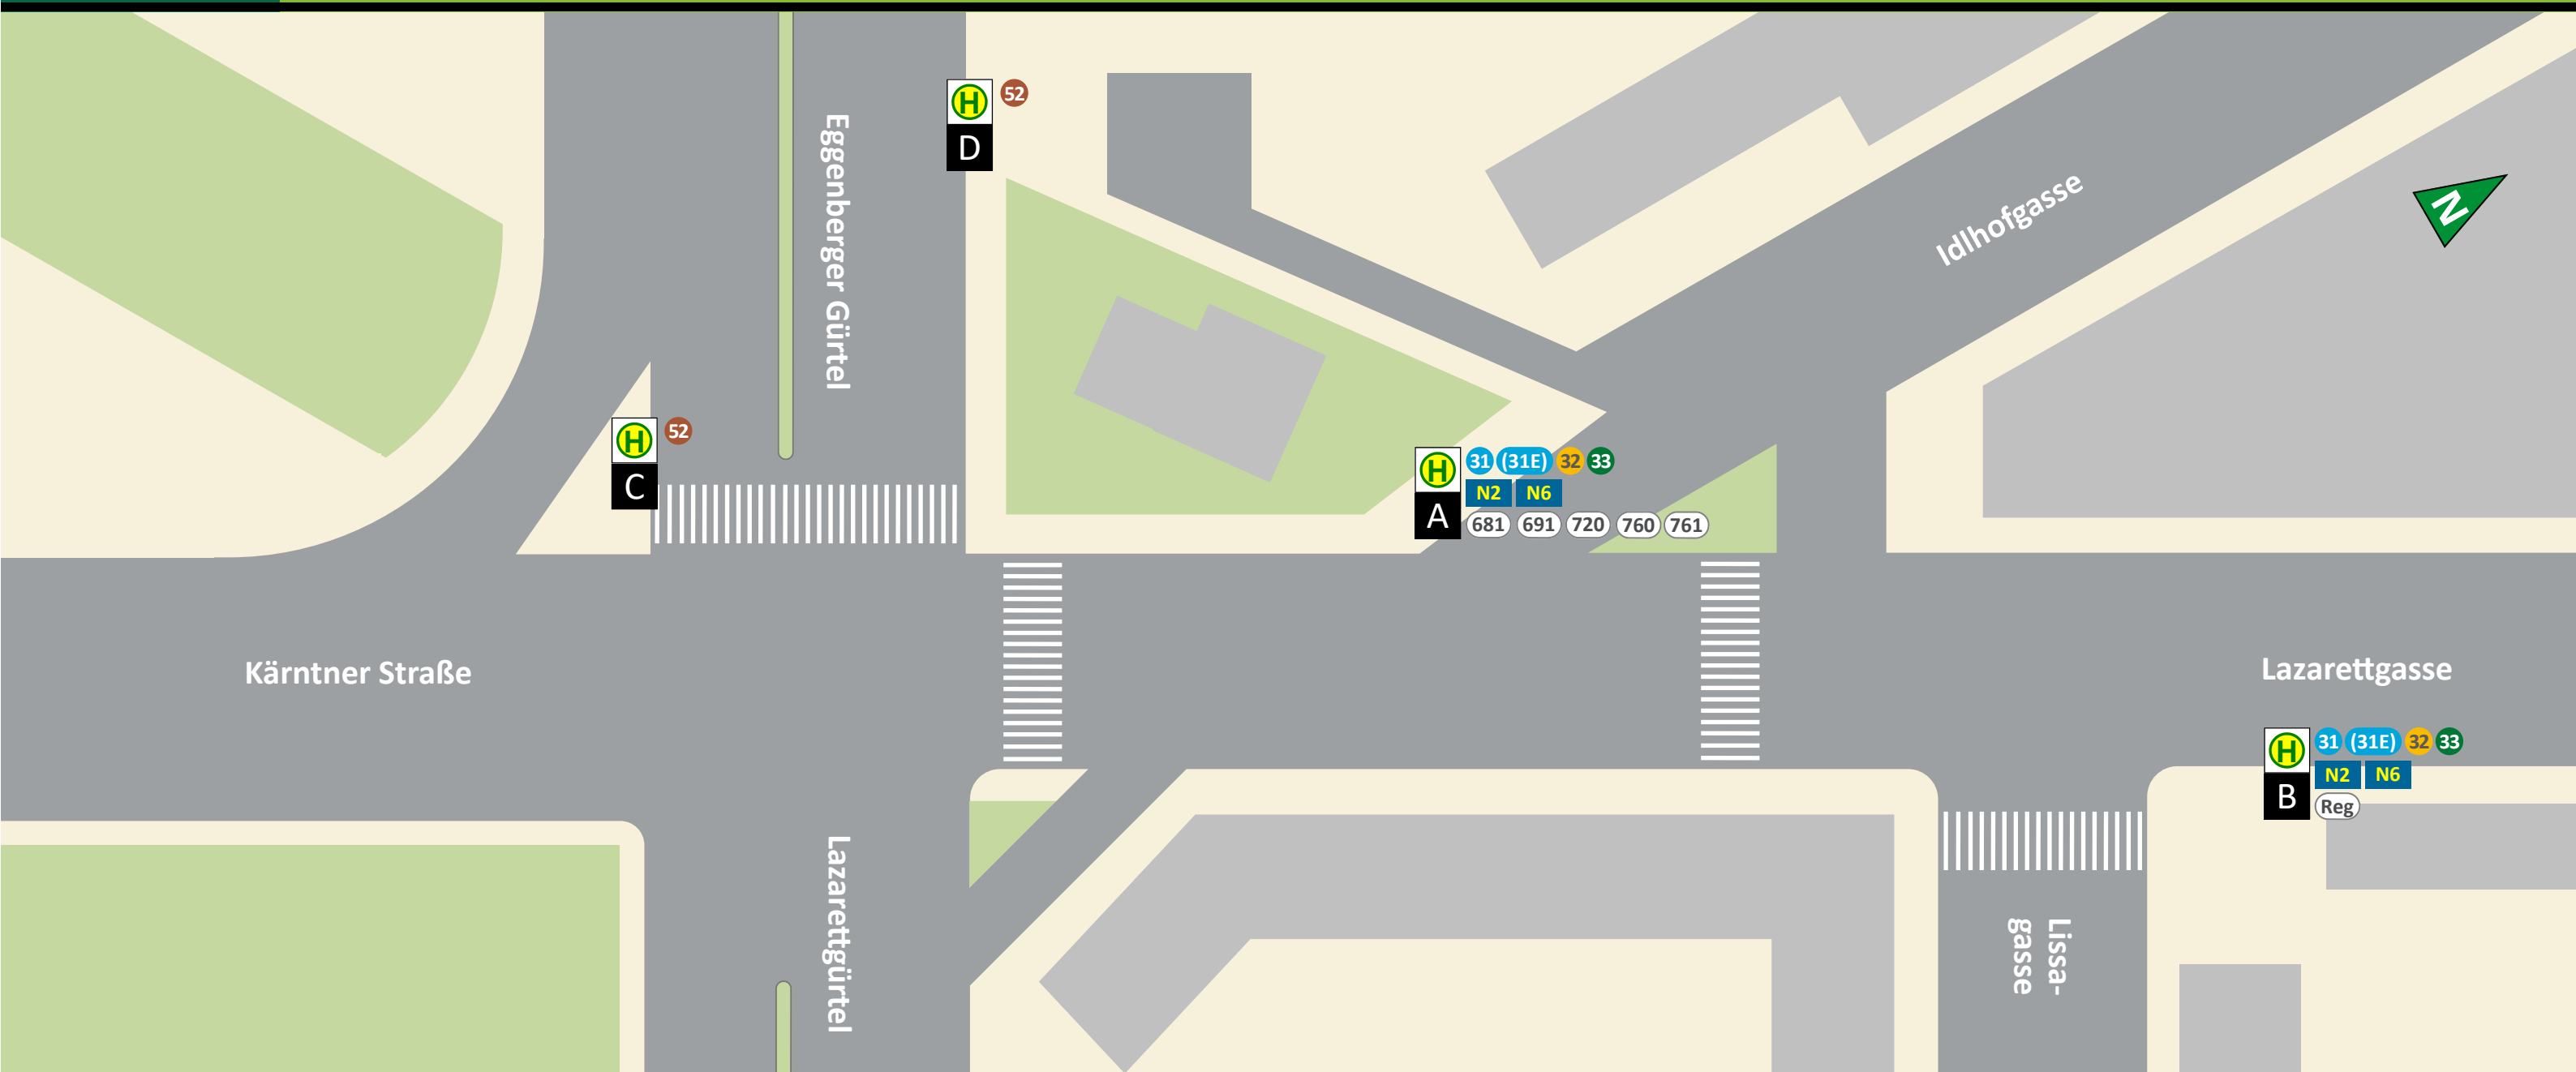 H 52
D
Eggenberger Gürtel
Idlhofgasse
N
H 52
C
H 31 (31E) 32 33
N2 N6
A 681 691 720 760 761
Kärntner Straße
Lazarettgasse
H 31 (31E) 32 33
N2 N6
B Reg
Lazarettgürtel
Lissa-
gasse